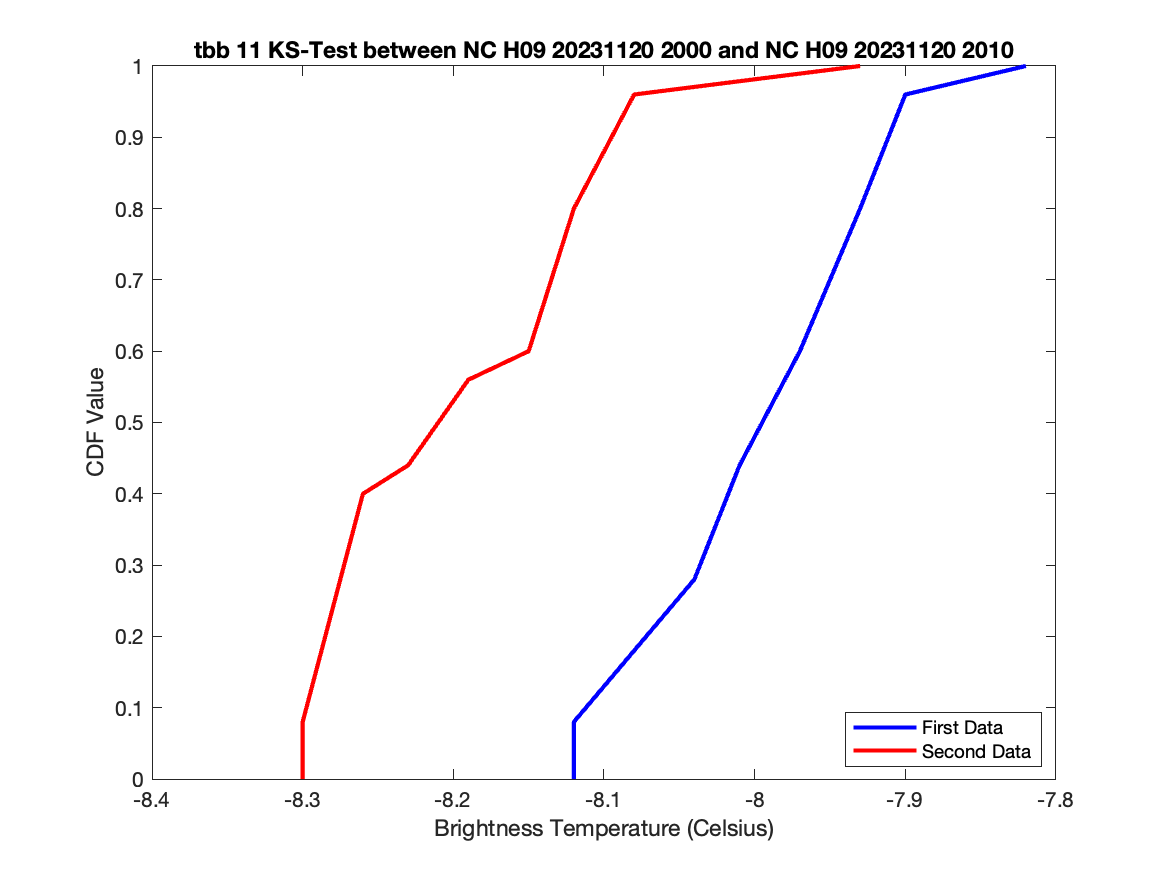 tbb 11 KS-Test between NC H09 20231120 2000 and NC H09 20231120 2010
1
0.9
0.8
0.7
0.6
0.5
0.4
0.3
0.2
0.1
0
CDF Value
-8.4 -8.3 -8.2 -8.1 -8 -7.9 -7.8
Brightness Temperature (Celsius)
First Data
Second Data